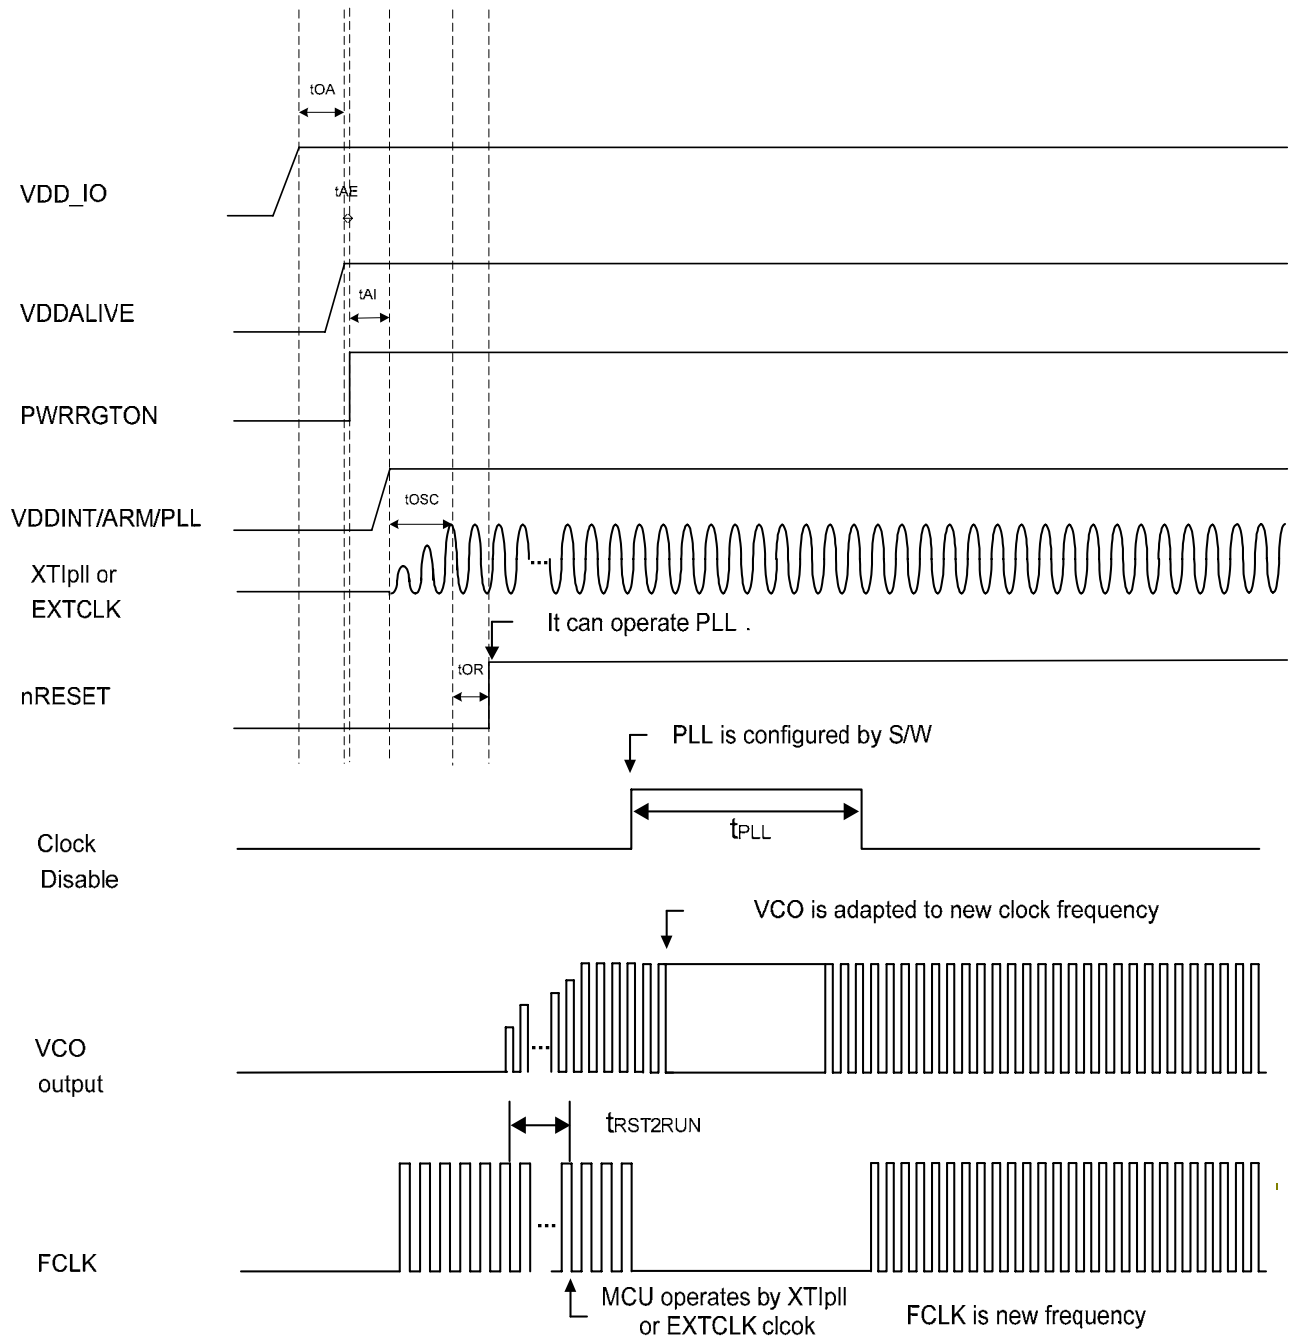 tOA
VDD_IO
tAE
VDDALIVE
tAI
PWRRGTON
VDDINT/ARM/PLL
tOSC
XTIpll or
EXTCLK
...
It can operate PLL .
nRESET
tOR
PLL is configured by S/W
Clock
Disable
tPLL
VCO is adapted to new clock frequency
VCO
output
...
tRST2RUN
FCLK
...
MCU operates by XTIpll
or EXTCLK clcok
FCLK is new frequency